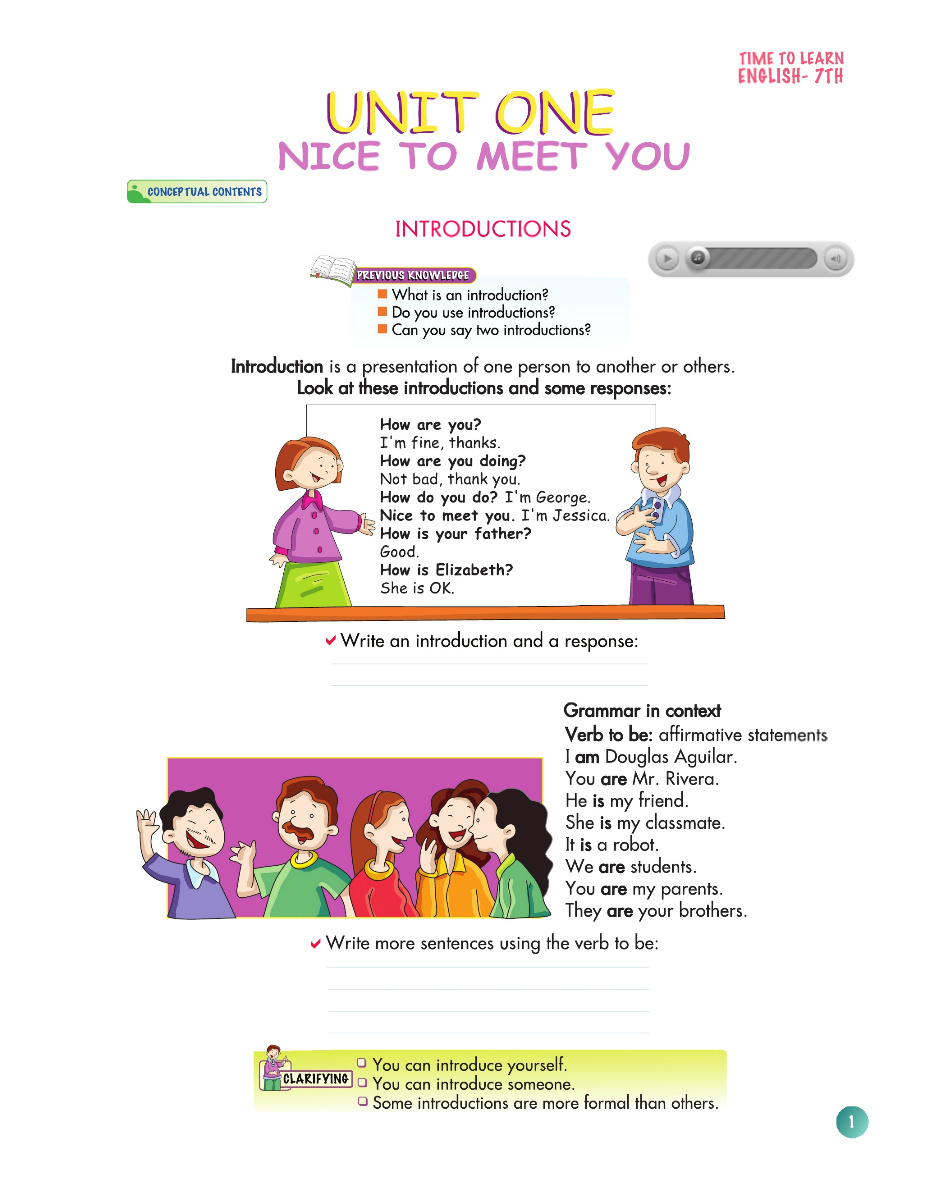 TIME TO LEARN
ENGLISH- 7TH
UNIT ONE
NICE TO MEET YOU
CONCEPTUAL CONTENTS
INTRODUCTIONS
PREVIOUS KNOWLEDGE
What is an introduction?
Do you use introductions?
Can you say two introductions?
Introduction is a presentation of one person to another or others.
Look at these introductions and some responses:
How are you?
I'm fine, thanks.
How are you doing?
Not bad, thank you.
How do you do? I'm George.
Nice to meet you. I'm Jessica.
How is your father?
Good.
How is Elizabeth?
She is OK.
Write an introduction and a response:
Grammar in context
Verb to be: affirmative statements
I am Douglas Aguilar.
You are Mr. Rivera.
He is my friend.
She is my classmate.
It is a robot.
We are students.
You are my parents.
They are your brothers.
Write more sentences using the verb to be:
CLARIFYING
You can introduce yourself.
You can introduce someone.
Some introductions are more formal than others.
1